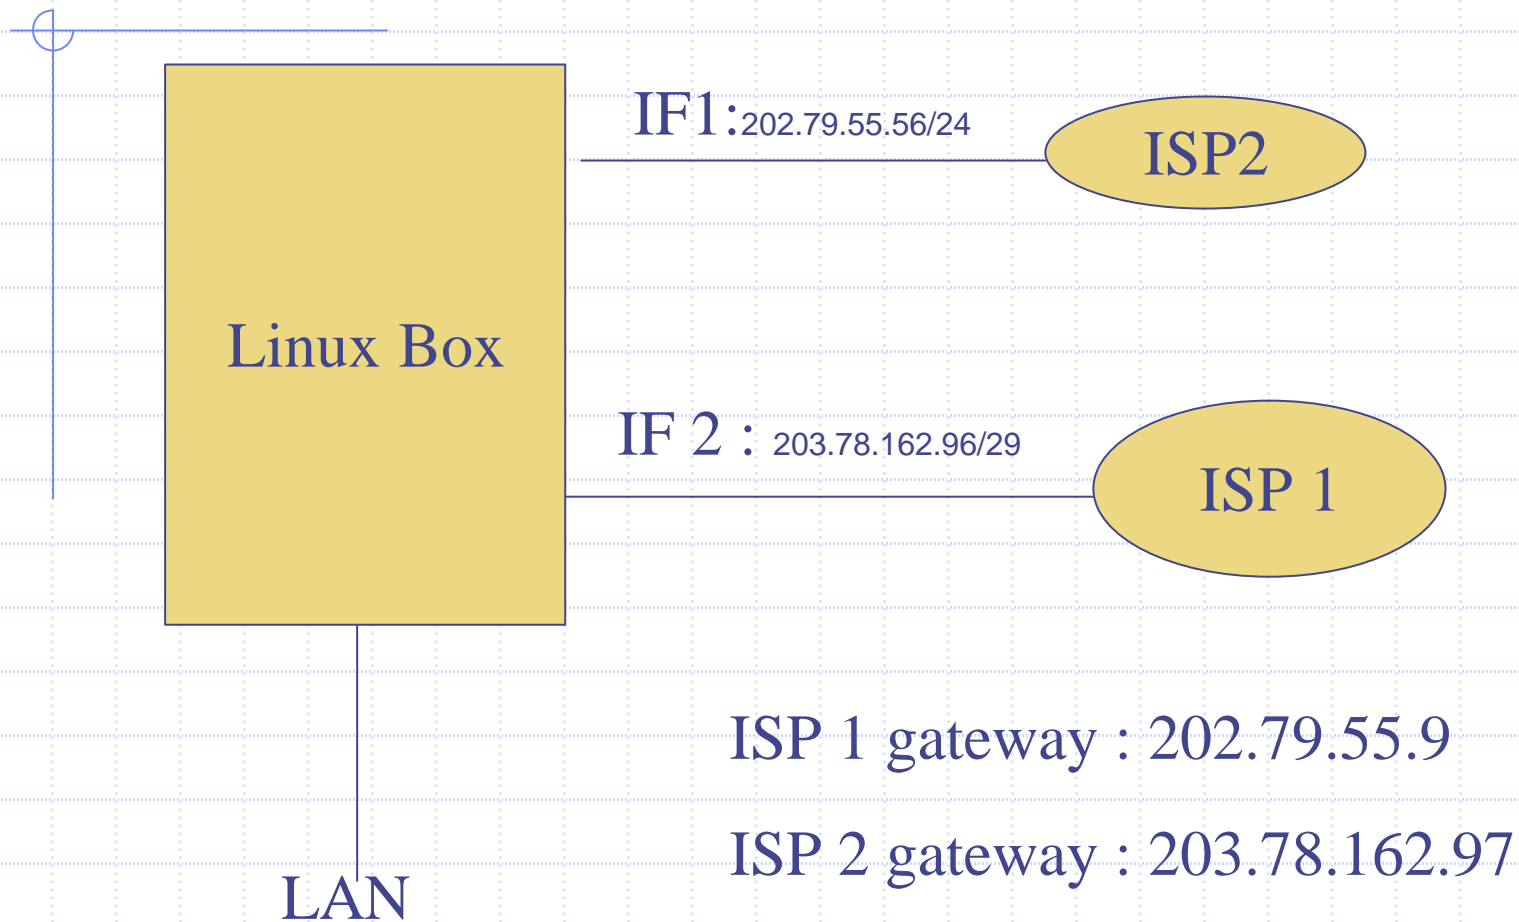 IF1:202.79.55.56/24
ISP2
Linux Box
IF 2 : 203.78.162.96/29
ISP 1
ISP 1 gateway : 202.79.55.9
ISP 2 gateway : 203.78.162.97
LAN